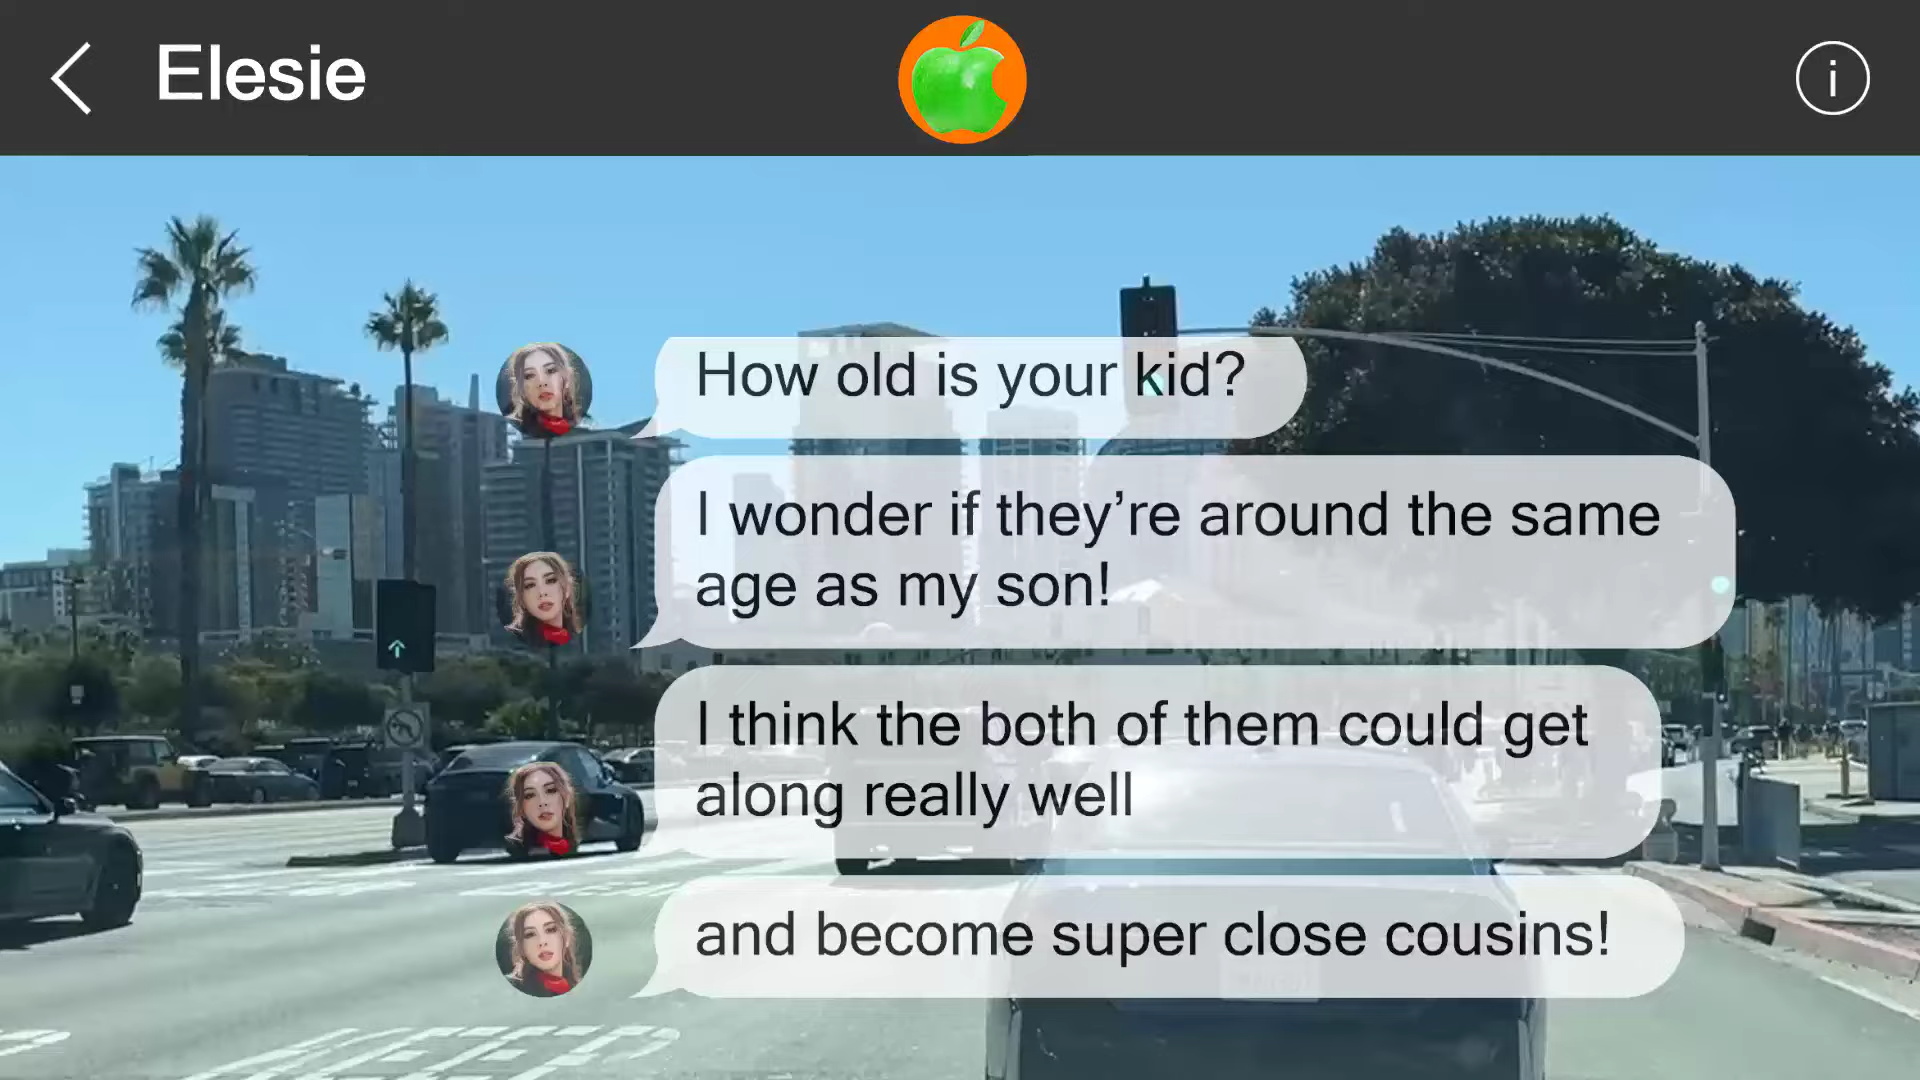 Elesie
How old is your kid?
I wonder if they’re around the same
age as my son!
I think the both of them could get
along really well
and become super close cousins!
KEEP